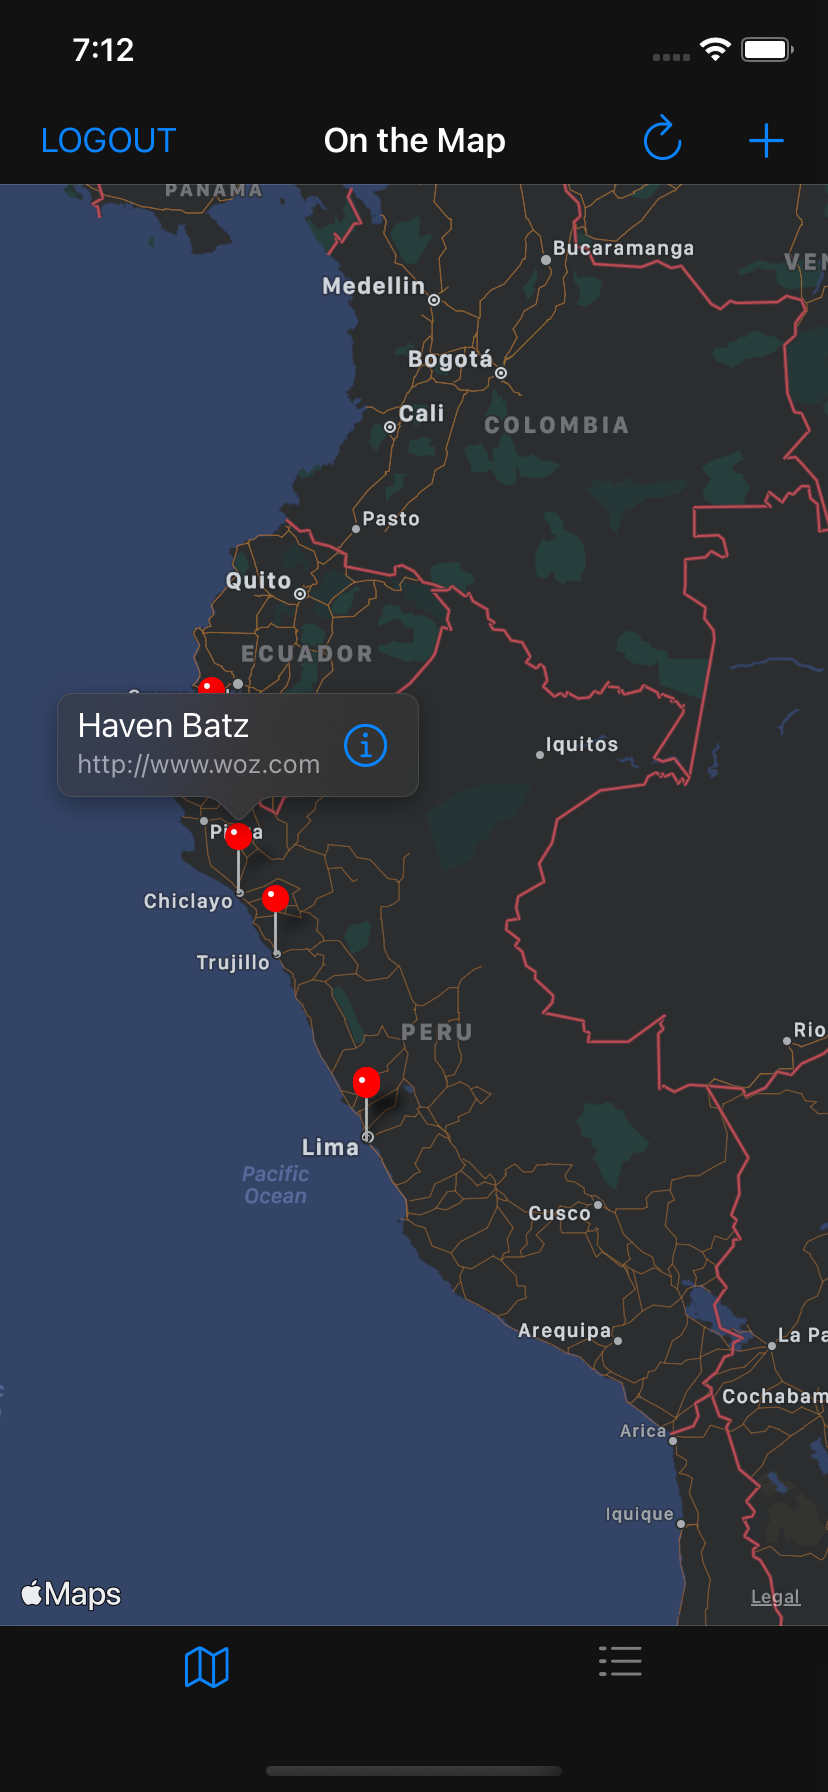 7:12
LOGOUT
On the Map
PANAMA
Bucaramanga
VEN
Medellin
Bogotá
Cali
COLOMBIA
Pasto
Quito
ECUADOR
Haven Batz
http://www.woz.com
Iquitos
Chiclayo
Trujillo
PERU
Rio
Lima
Pacific
Ocean
Cusco
Arequipa
La Pa
Cochabam
Arica
Iquique
Maps
Legal